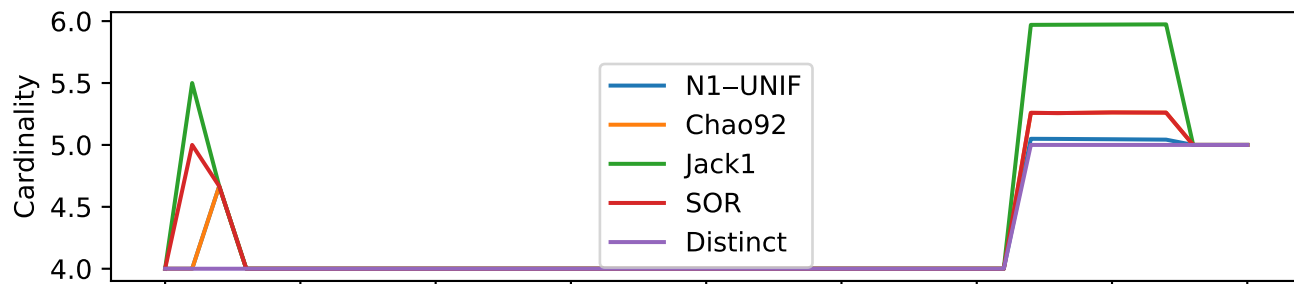 Cardinality
6.0
5.5
5.0
4.5
4.0
N1–UNIF
Chao92
Jack1
SOR
Distinct